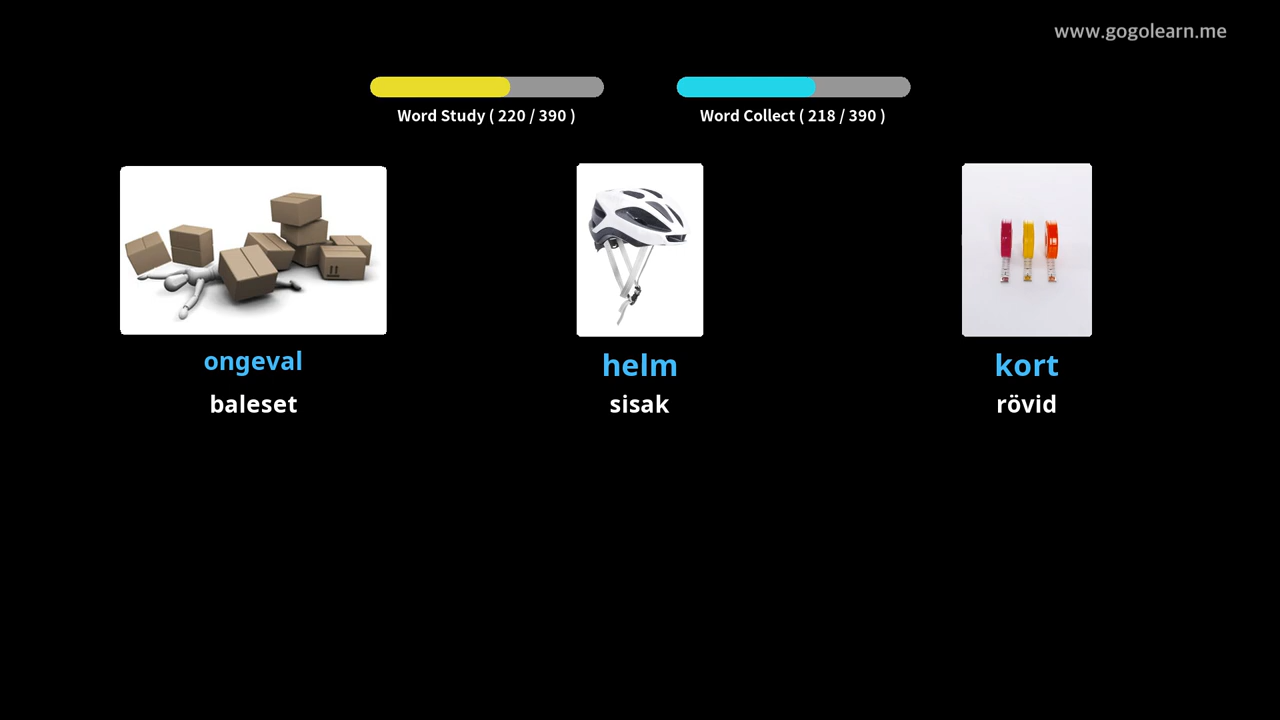 www.gogolearn.me
Word Study ( 220 / 390 )
Word Collect ( 218 / 390 )
ongeval
helm
kort
baleset
sisak
rövid